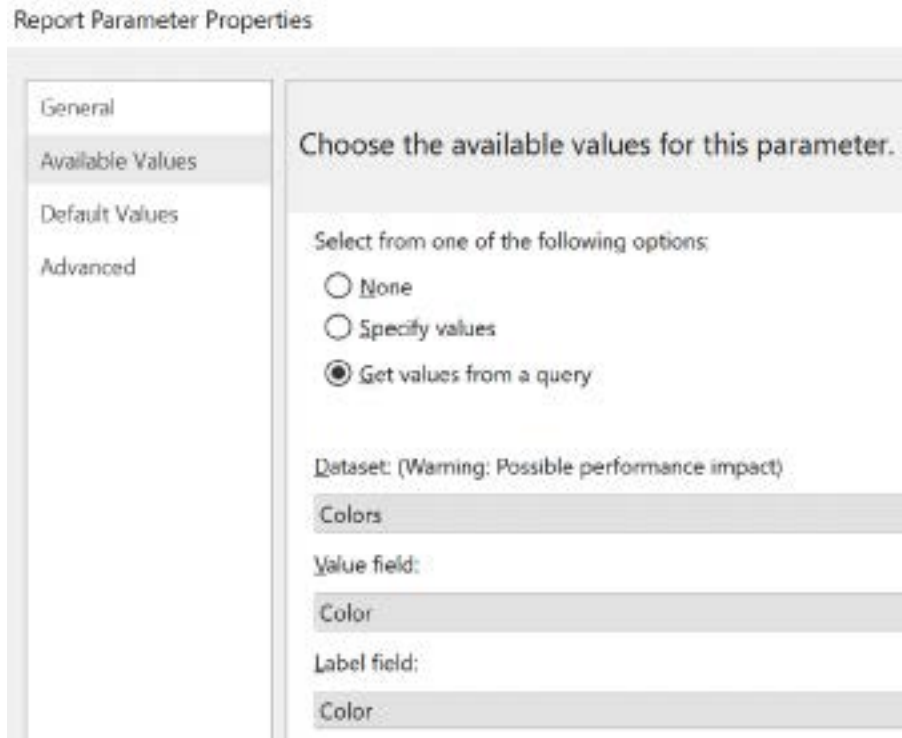 Report Parameter Properties
General
Available Values
Default Values
Advanced
Choose the available values for this parameter.
Select from one of the following options:
None
Specify values
Get values from a query
Dataset: (Warning: Possible performance impact)
Colors
Value field:
Color
Label field:
Color